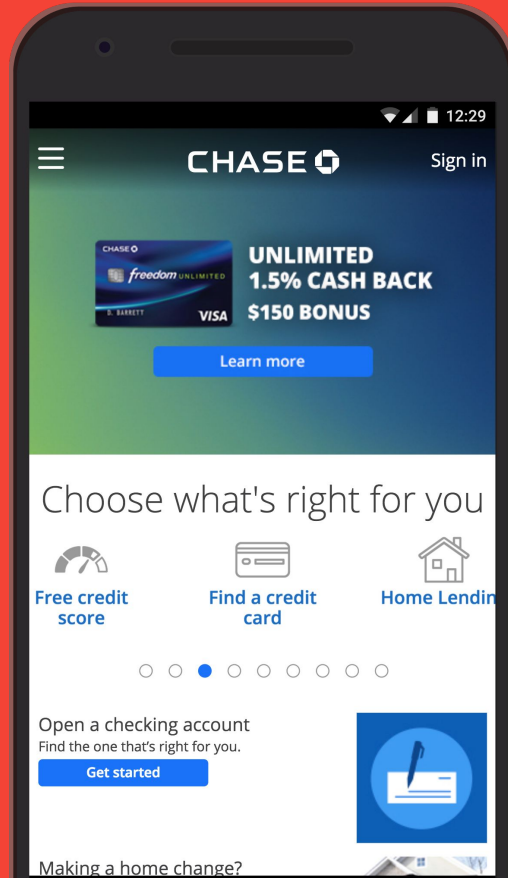 12:29
CHASE
Sign in
CHASE
freedom UNLIMITED
D. BARRETT
VISA
UNLIMITED
1.5% CASH BACK
$150 BONUS
Learn more
Choose what's right for you
Free credit
score
Find a credit
card
Home Lendin
Open a checking account
Find the one that's right for you.
Get started
Making a home change?